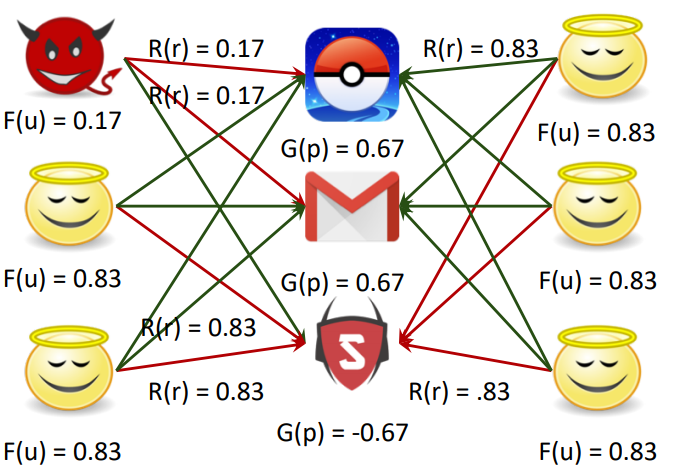 R(r) = 0.17
R(r) = 0.83
R(r) = 0.17
F(u) = 0.17
F(u) = 0.83
G(p) = 0.67
F(u) = 0.83
G(p) = 0.67
F(u) = 0.83
R(r) = 0.83
S
R(r) = 0.83
R(r) = .83
G(p) = -0.67
F(u) = 0.83
F(u) = 0.83